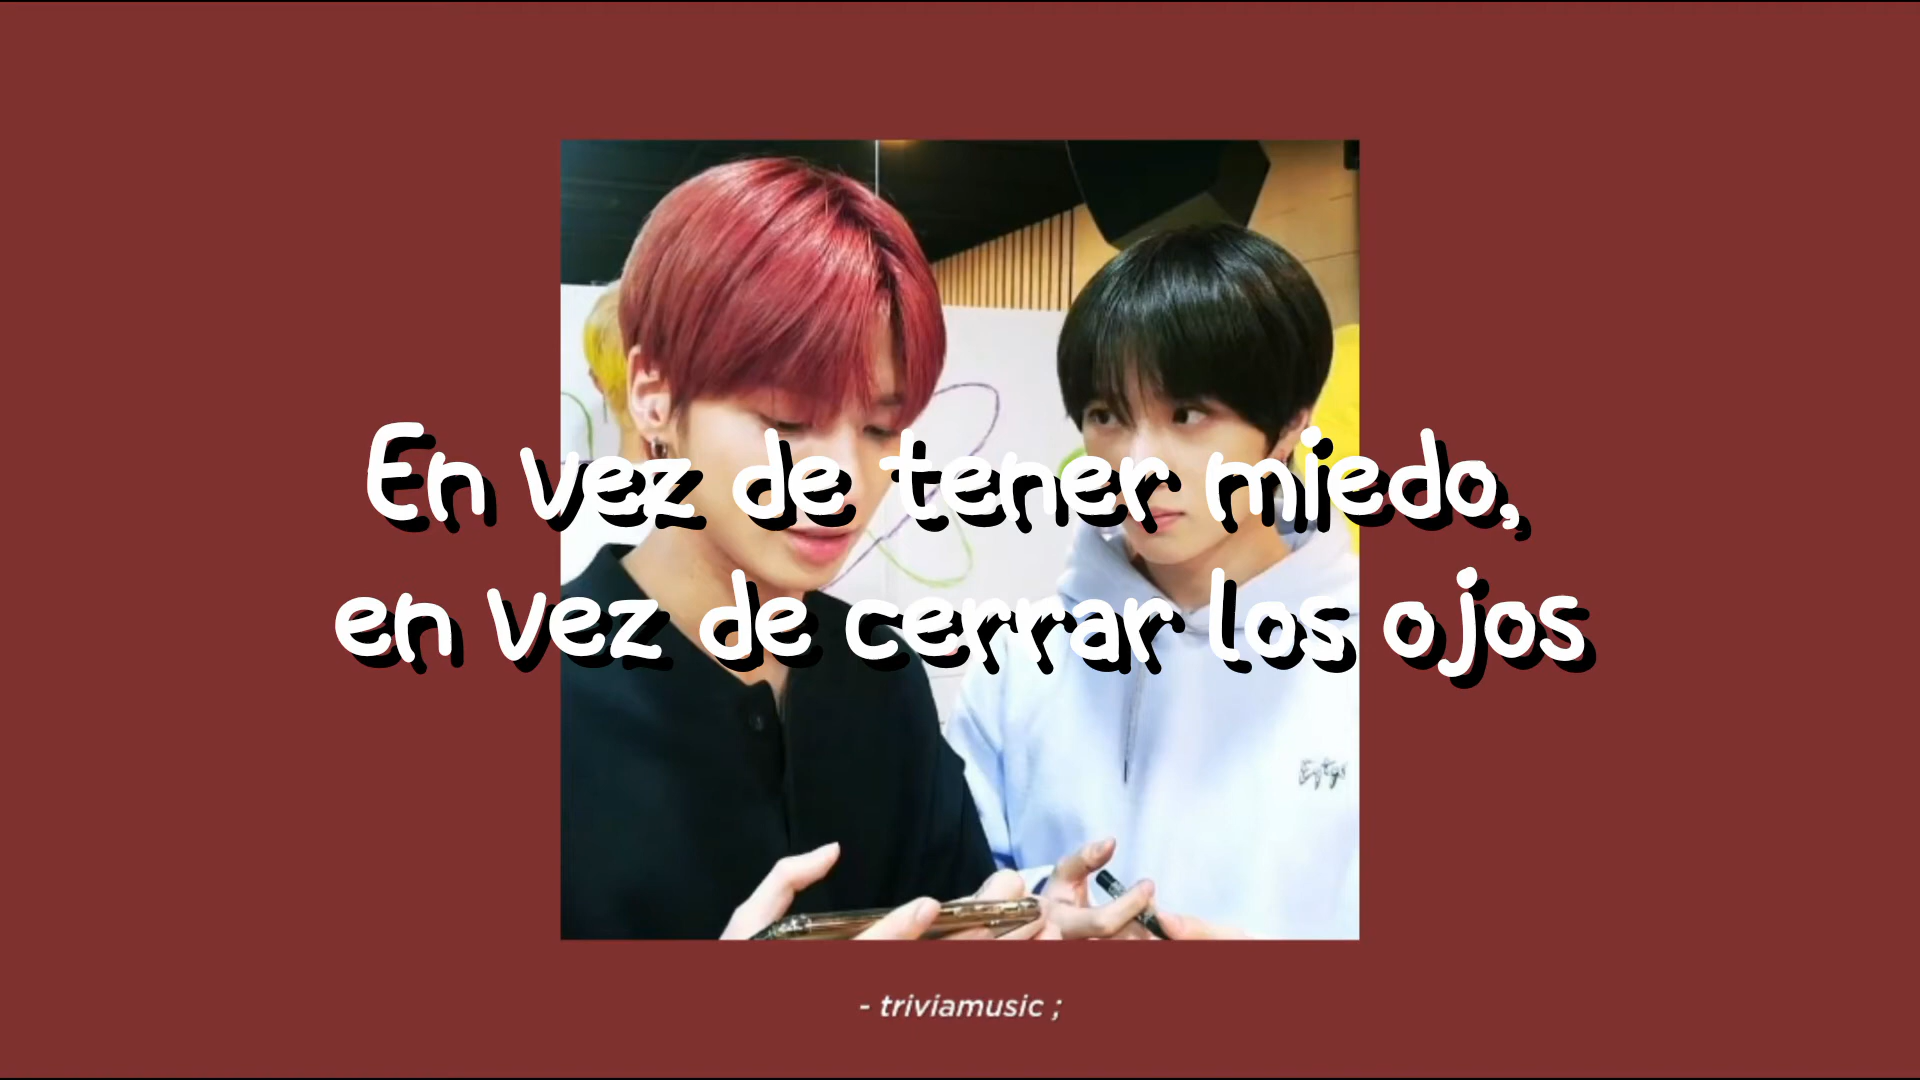 En vez de tener miedo,
en vez de cerrar los ojos
- triviamusic ;